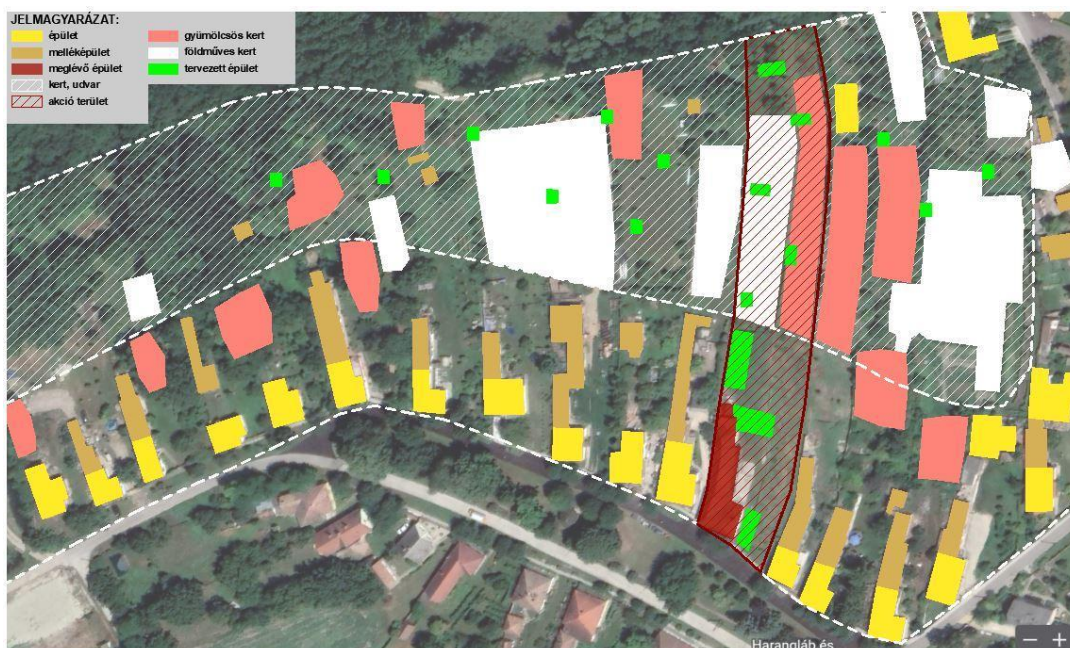 JELMAGYARÁZAT:
épület
melléképület
meglévő épület
kert, udvar
akció terület
gyümölcsös kert
földműves kert
tervezett épület
Harangláb és